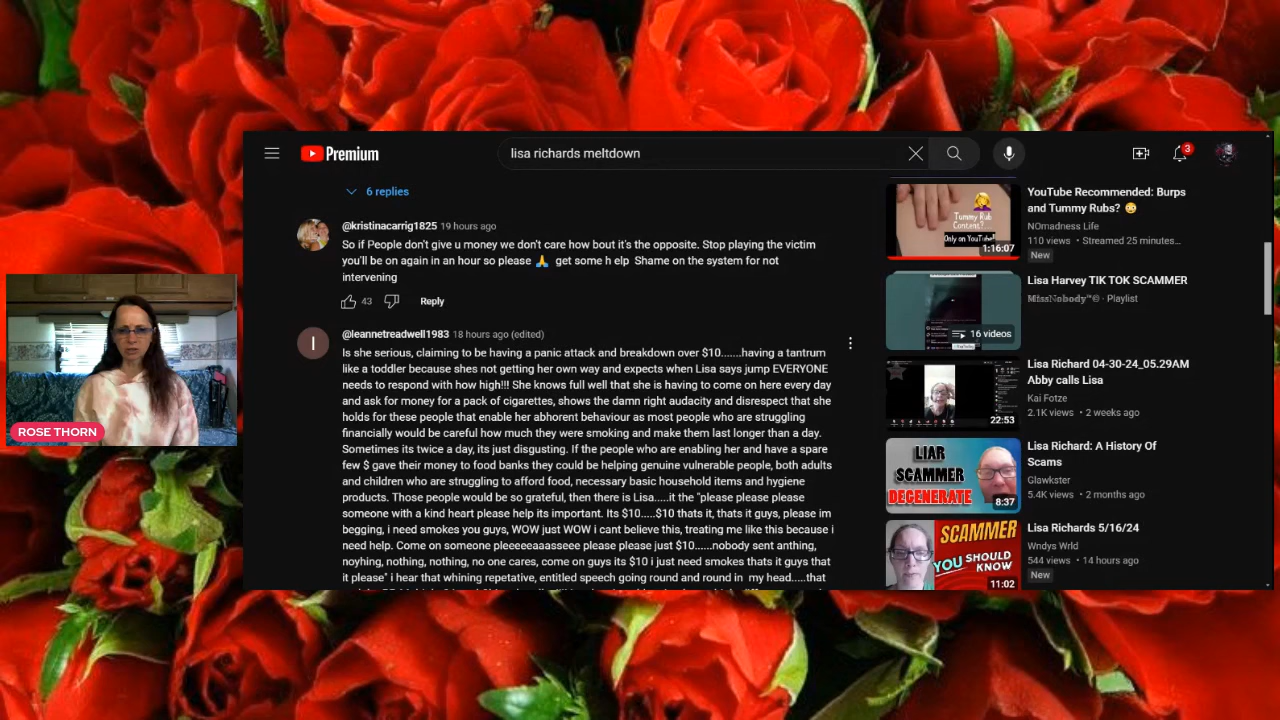 Premium
lisa richards meltdown
3
6 replies
@kristinacarrig1825 19 hours ago
So if People don't give u money we don't care how bout it's the opposite. Stop playing the victim
you'll be on again in an hour so please 🙏 get some h elp Shame on the system for not
intervening
43
Reply
l
@leannetreadwell1983 18 hours ago (edited)
Is she serious, claiming to be having a panic attack and breakdown over $10.......having a tantrum
like a toddler because shes not getting her own way and expects when Lisa says jump EVERYONE
needs to respond with how high!!! She knows full well that she is having to come on here every day
and ask for money for a pack of cigarettes, shows the damn right audacity and disrespect that she
holds for these people that enable her abhorent behaviour as most people who are struggling
financially would be careful how much they were smoking and make them last longer than a day.
Sometimes its twice a day, its just disgusting. If the people who are enabling her and have a spare
few $ gave their money to food banks they could be helping genuine vulnerable people, both adults
and children who are struggling to afford food, necessary basic household items and hygiene
products. Those people would be so grateful, then there is Lisa.....it the "please please please
someone with a kind heart please help its important. Its $10.....$10 thats it, thats it guys, please im
begging, i need smokes you guys, WOW just WOW i cant believe this, treating me like this because i
need help. Come on someone pleeeeeaaasseee please please just $10......nobody sent anthing,
noyhing, nothing, nothing, no one cares, come on guys its $10 i just need smokes thats it guys that
it please" i hear that whining repetative, entitled speech going round and round in my head.....that
Tummy Rub
Content?
Only on YouTube!
1:16:07
YouTube Recommended: Burps
and Tummy Rubs? 😳
NOmadness Life
110 views • Streamed 25 minutes...
New
16 videos
Lisa Harvey TIK TOK SCAMMER
MissNobody™© • Playlist
22:53
Lisa Richard 04-30-24_05.29AM
Abby calls Lisa
Kai Fotze
2.1K views • 2 weeks ago
LIAR
SCAMMER
DEGENERATE
8:37
Lisa Richard: A History Of
Scams
Glawkster
5.4K views • 2 months ago
SCAMMER
YOU SHOULD
KNOW
11:02
Lisa Richards 5/16/24
Wndys Wrld
544 views • 14 hours ago
New
ROSE THORN